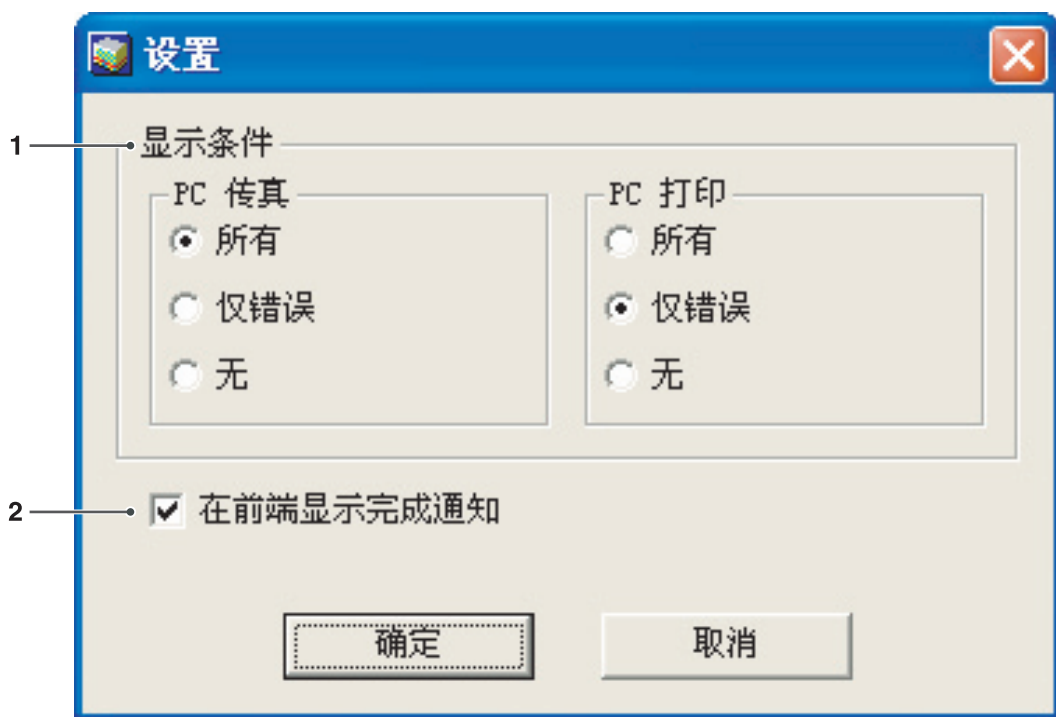 设置
1
显示条件
PC 传真
所有
仅错误
无
PC 打印
所有
仅错误
无
2
在前端显示完成通知
确定
取消